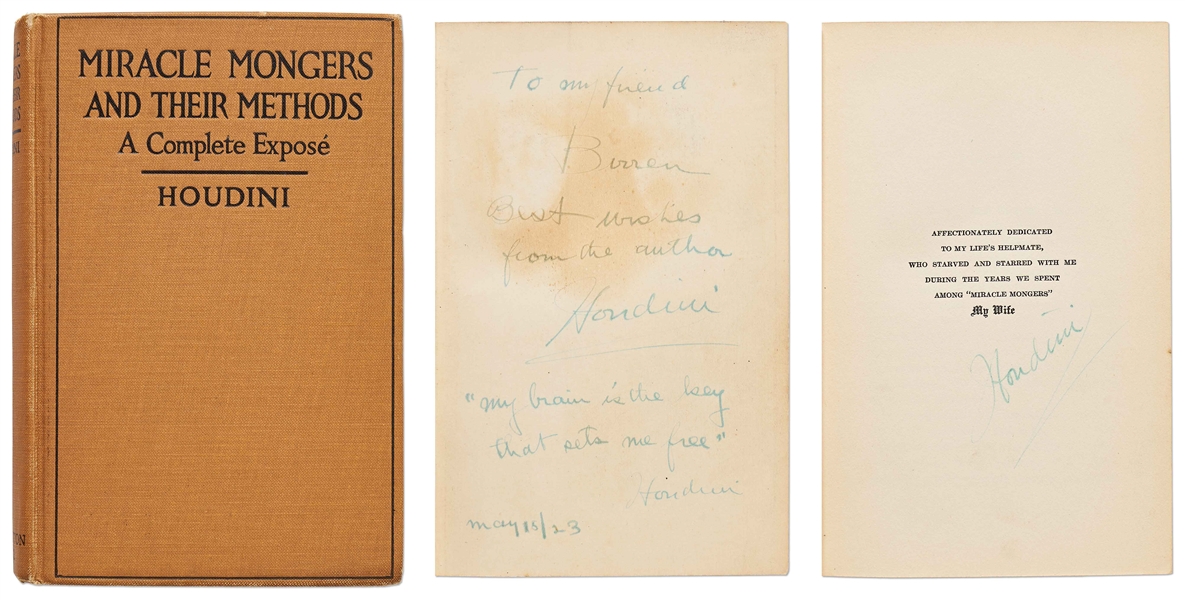 MIRACLE MONGERS
AND THEIR METHODS
A Complete Exposé
HOUDINI
To my friend
Birren
Best wishes
from the author
Houdini
"my brain is the key
that sets me free"
Houdini
may 15/23
AFFECTIONATELY DEDICATED
TO MY LIFE'S HELPMATE,
WHO STARVED AND STARRED WITH ME
DURING THE YEARS WE SPENT
AMONG "MIRACLE MONGERS"
My Wife
Houdini